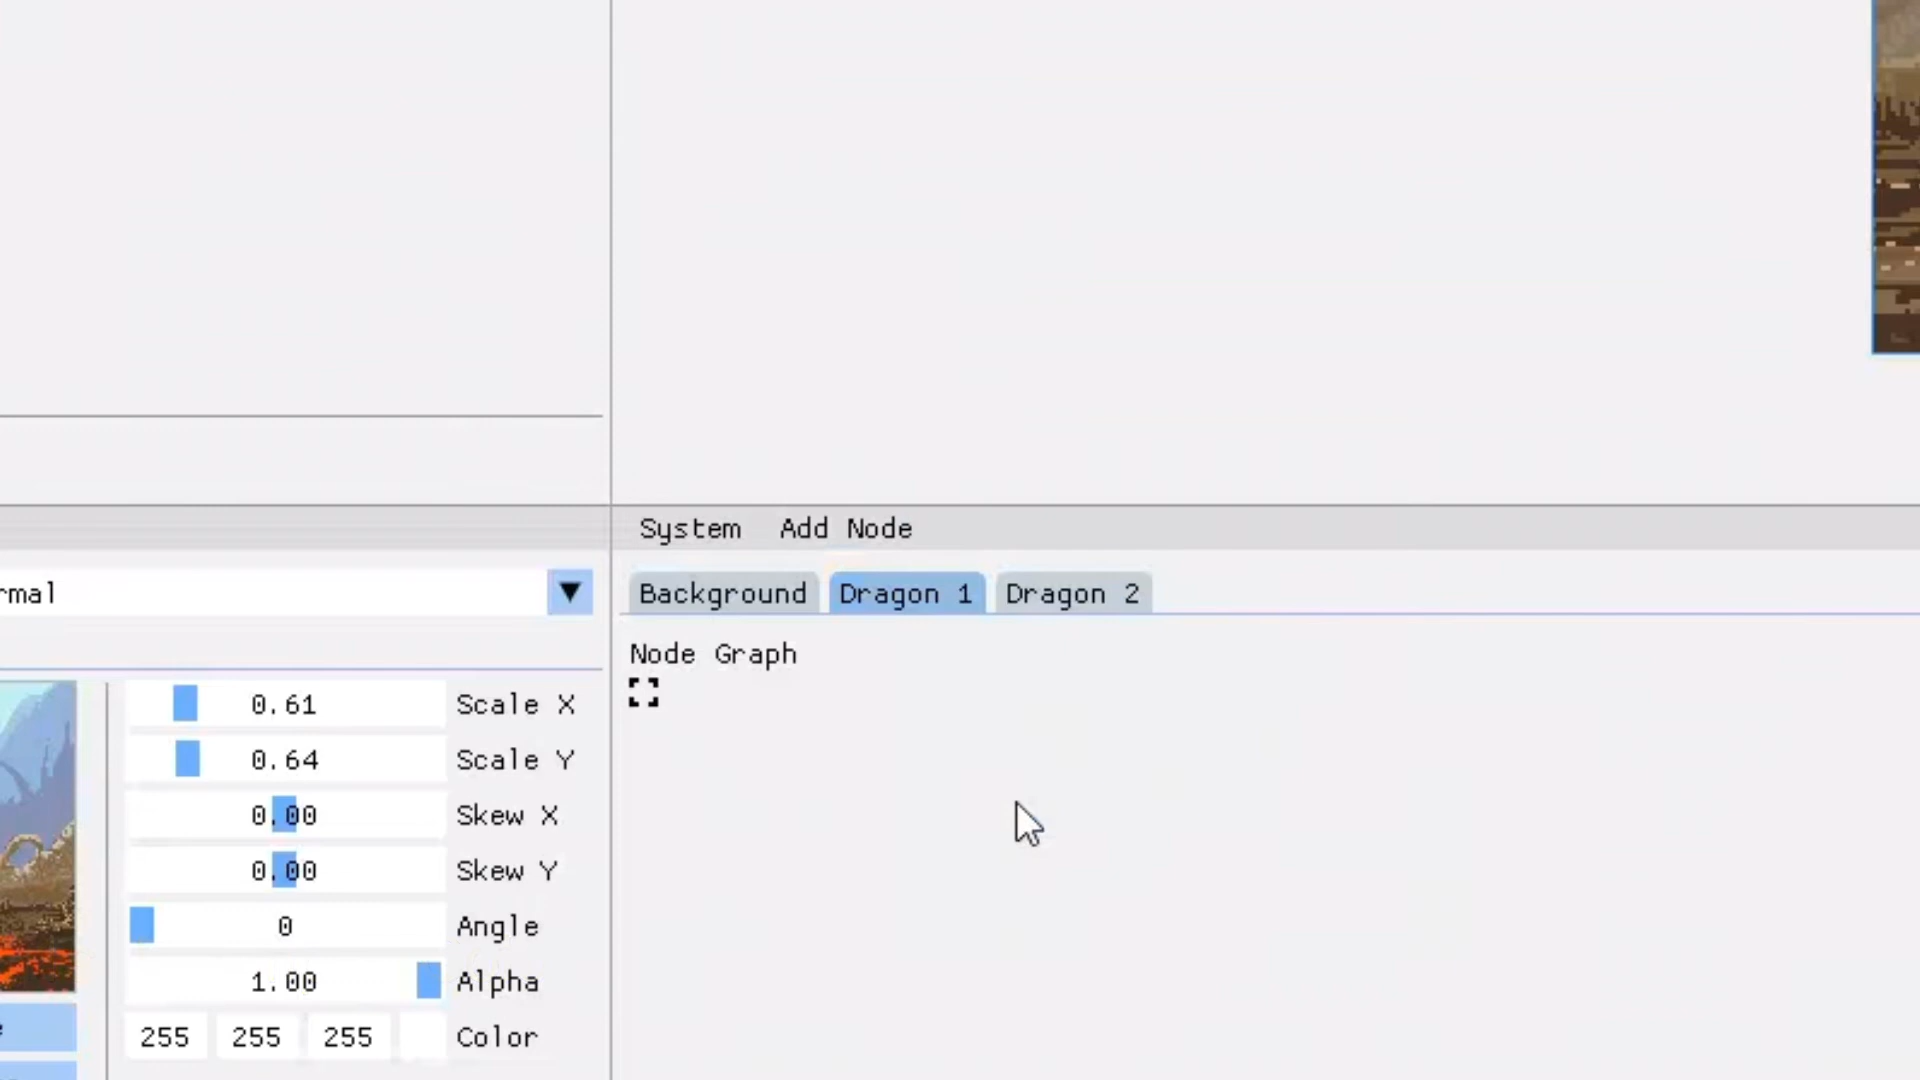 System Add Node
rmal
Background Dragon 1 Dragon 2
Node Graph
0.61 Scale X
0.64 Scale Y
0.00 Skew X
0.00 Skew Y
0 Angle
1.00 Alpha
255 255 255 Color